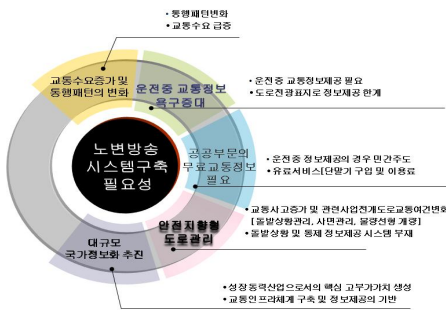 • 통행패턴변화
• 교통수요 급증
교통수요증가 및
통행패턴의 변화
운전중 교통정보
욕구증대
• 운전중 교통정보제공 필요
• 도로전광표지로 정보제공 한계
노변방송
시스템구축
필요성
공공부문의
무료교통정보
필요
• 운전중 정보제공의 경우 민간주도
• 유료서비스[단말기 구입 및 이용료
• 교통사고증가 및 관련사업전개도로교통여건변화
[돌발상황관리, 사면관리, 불량선형 개량]
• 돌발상황 및 통제 정보제공 시스템 부재
안전지향형
도로관리
대규모
국가정보화 추진
• 성장동력산업으로서의 핵심 고부가가치 생성
• 교통인프라체계 구축 및 정보제공의 기반